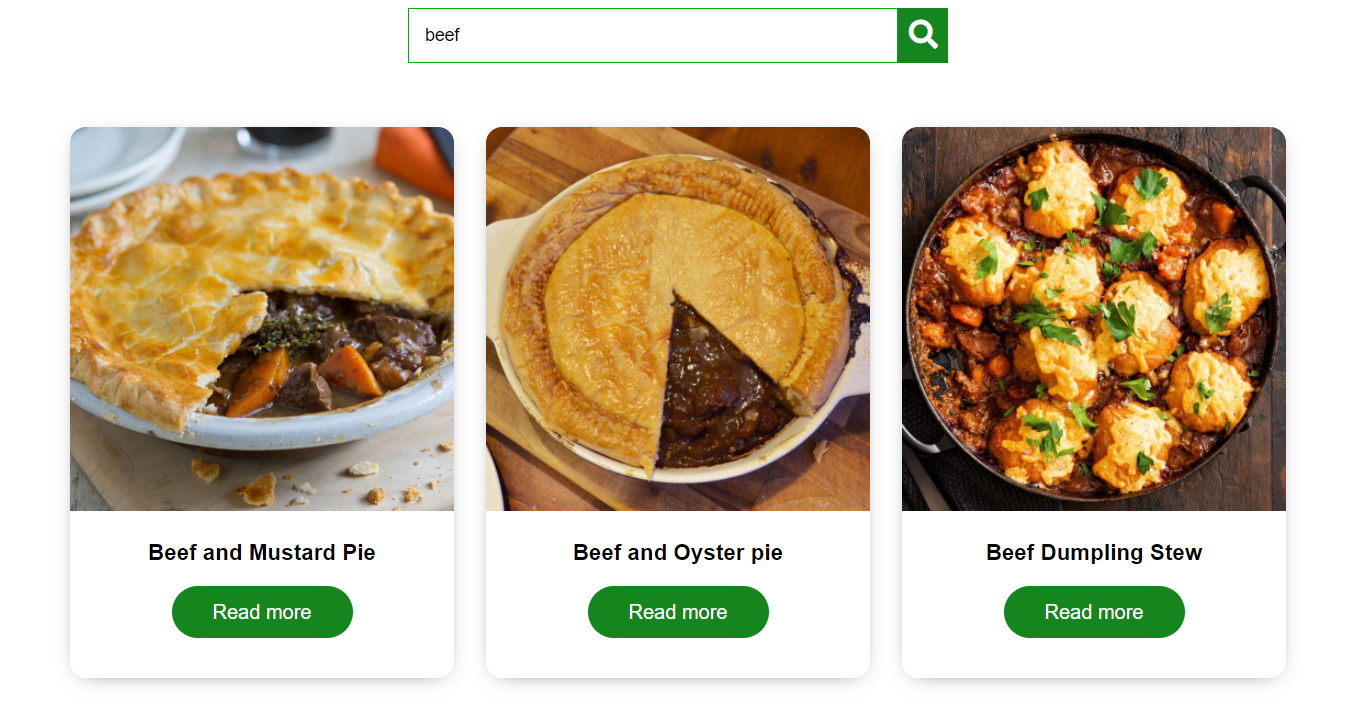 beef
Beef and Mustard Pie
Beef and Oyster pie
Beef Dumpling Stew
Read more
Read more
Read more